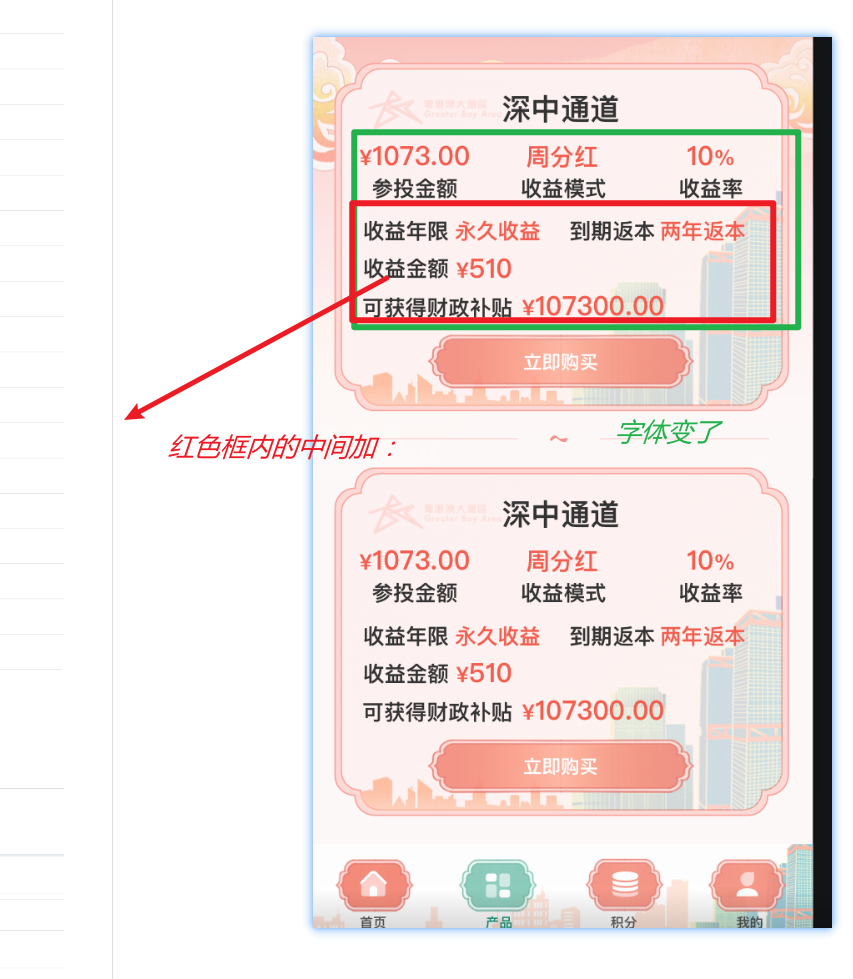 粤港澳大湾区
Greater Bay Area
深中通道
¥1073.00 周分红 10%
参投金额 收益模式 收益率
收益年限 永久收益 到期返本 两年返本
收益金额 ¥510
可获得财政补贴 ¥107300.00
立即购买
红色框内的中间加：
~
字体变了
粤港澳大湾区
Greater Bay Area
深中通道
¥1073.00 周分红 10%
参投金额 收益模式 收益率
收益年限 永久收益 到期返本 两年返本
收益金额 ¥510
可获得财政补贴 ¥107300.00
立即购买
首页 产品 积分 我的